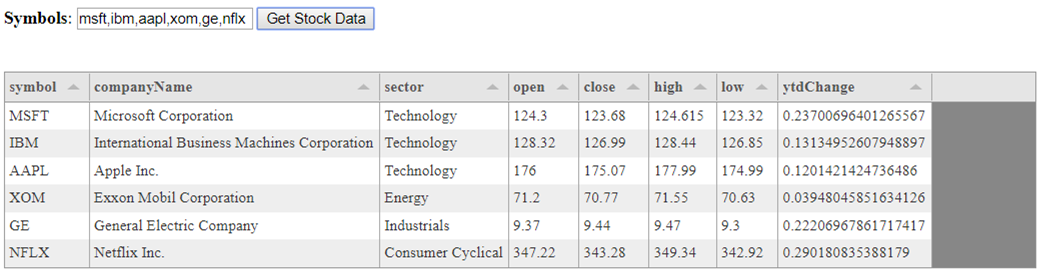 Symbols: msft,ibm,aapl,xom,ge,nflx Get Stock Data
symbol companyName sector open close high low ytdChange
MSFT Microsoft Corporation Technology 124.3 123.68 124.615 123.32 0.23700696401265567
IBM International Business Machines Corporation Technology 128.32 126.99 128.44 126.85 0.13134952607948897
AAPL Apple Inc. Technology 176 175.07 177.99 174.99 0.1201421424736486
XOM Exxon Mobil Corporation Energy 71.2 70.77 71.55 70.63 0.03948045851634126
GE General Electric Company Industrials 9.37 9.44 9.47 9.3 0.22206967861717417
NFLX Netflix Inc. Consumer Cyclical 347.22 343.28 349.34 342.92 0.290180835388179